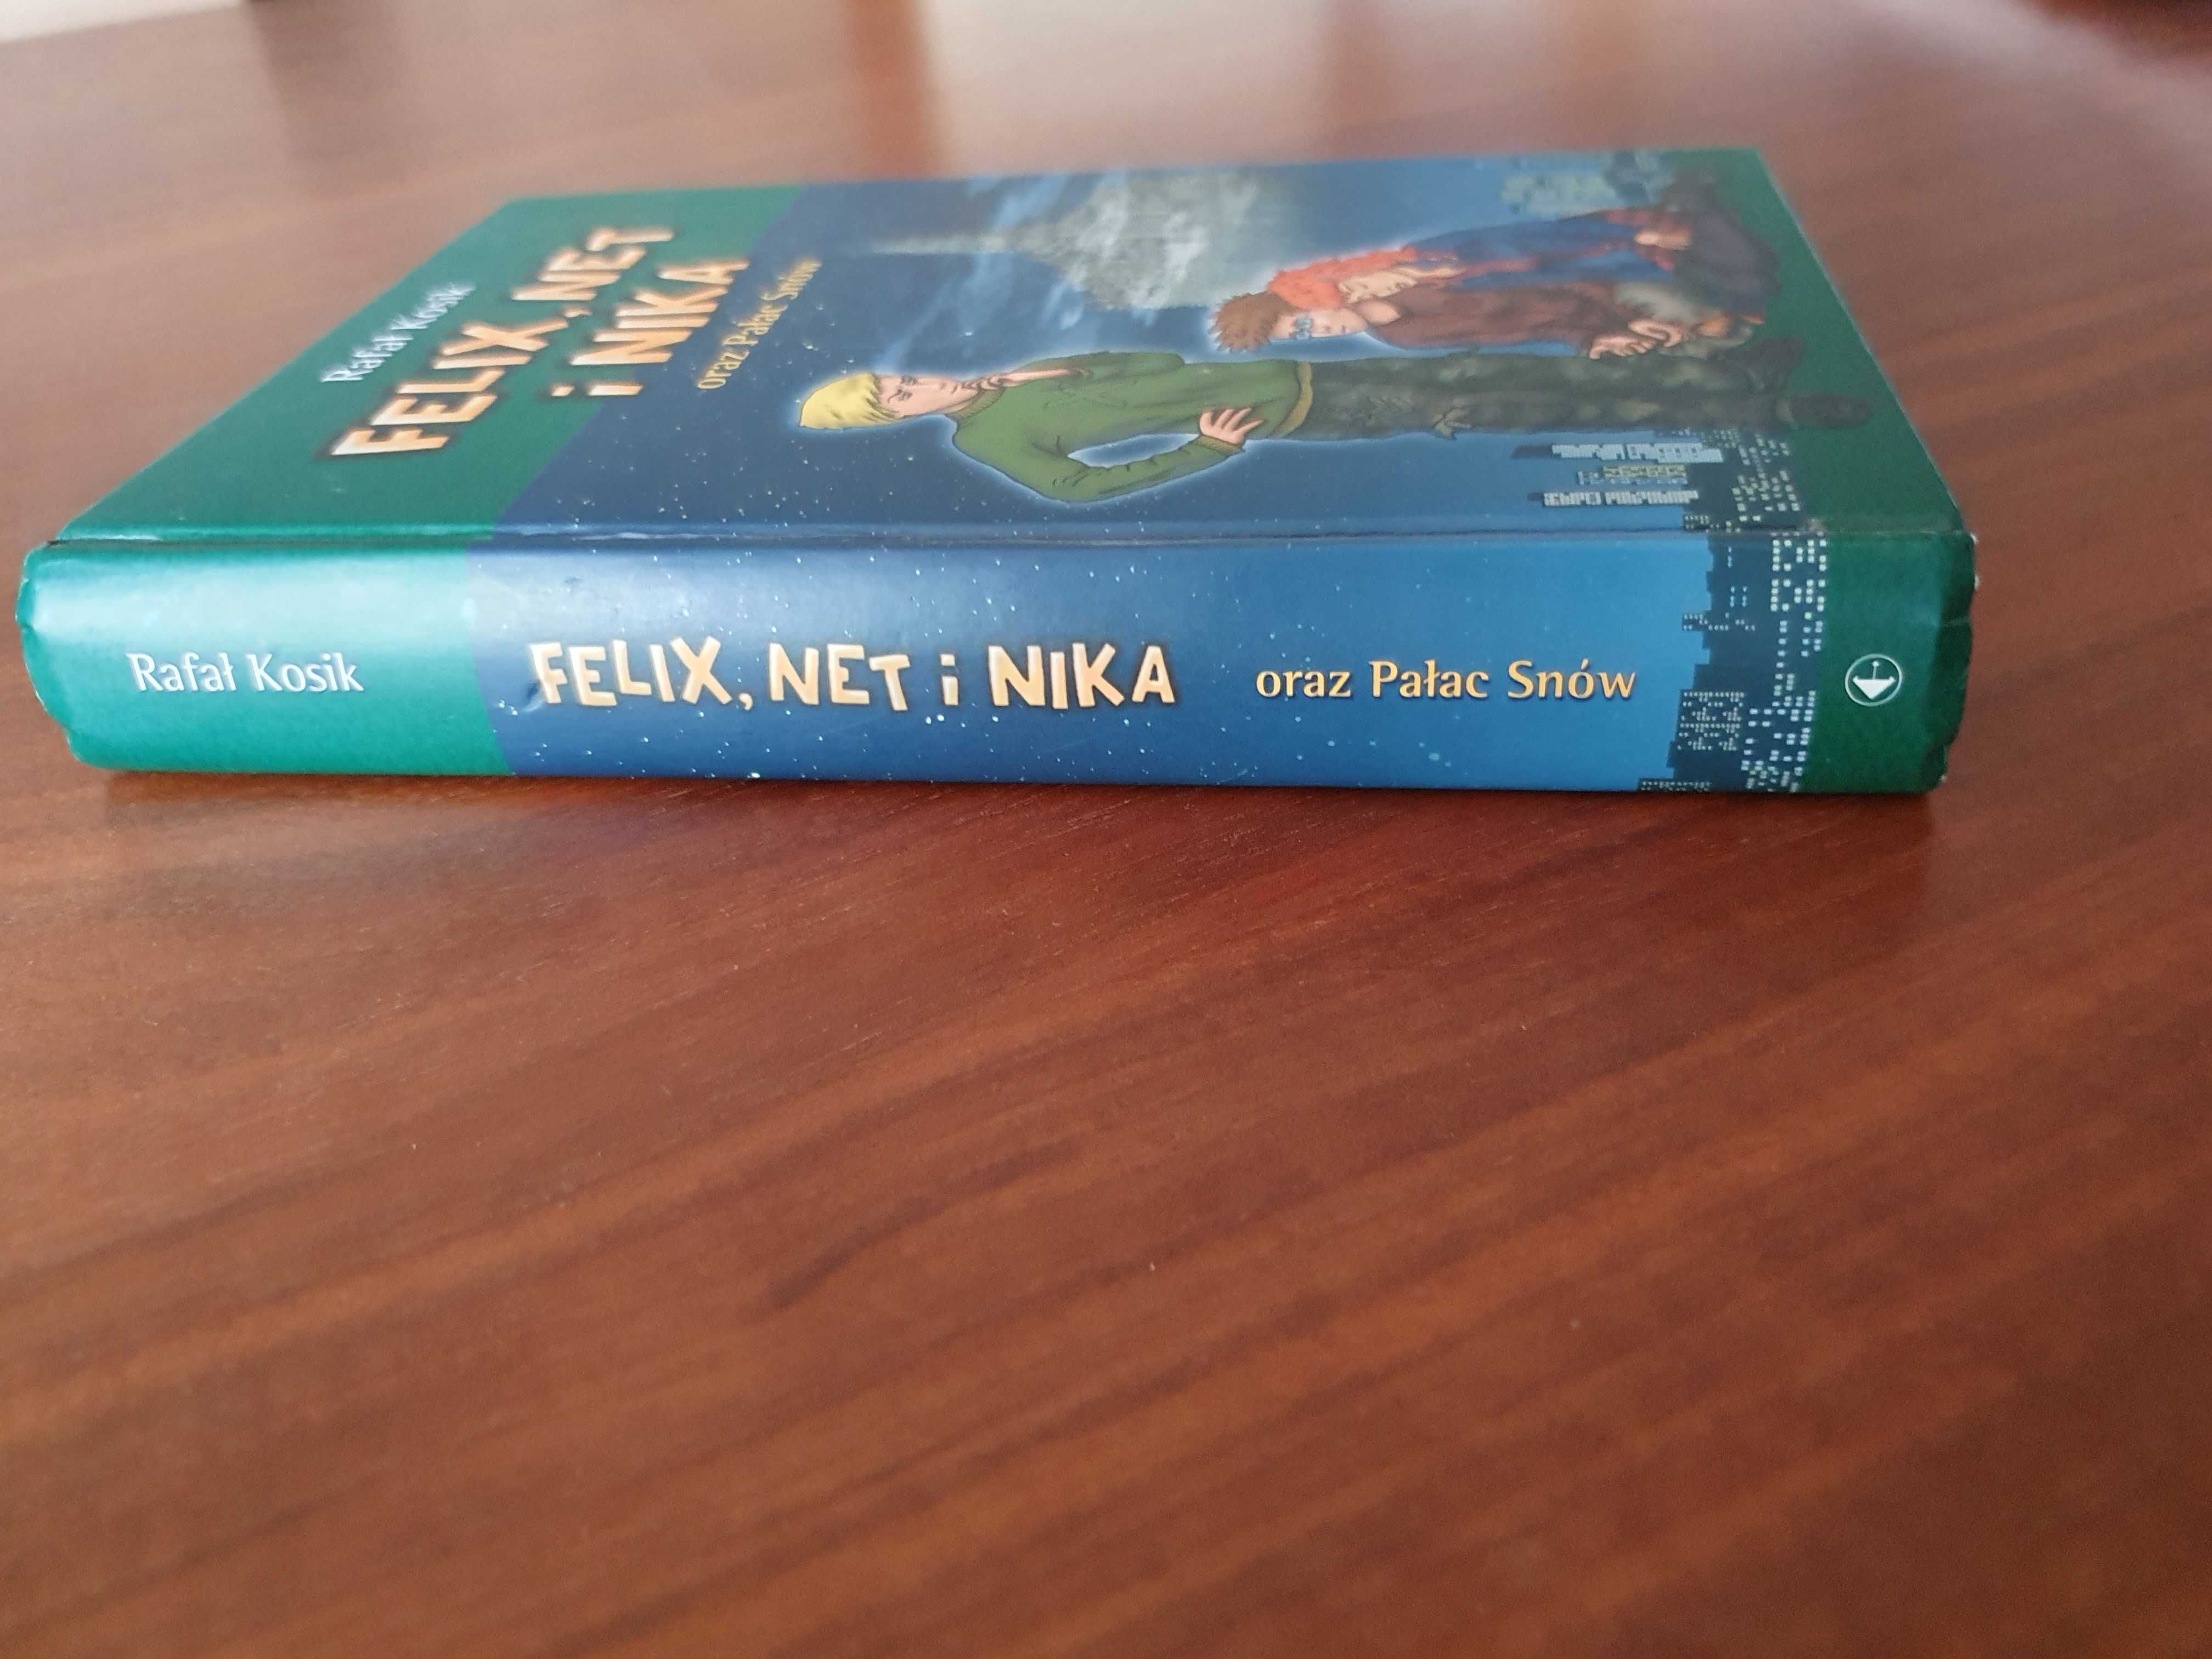 Rafał Kosik
FELIX, NET
i NIKA
oraz Pałac Snów
Rafał Kosik FELIX, NET i NIKA oraz Pałac Snów